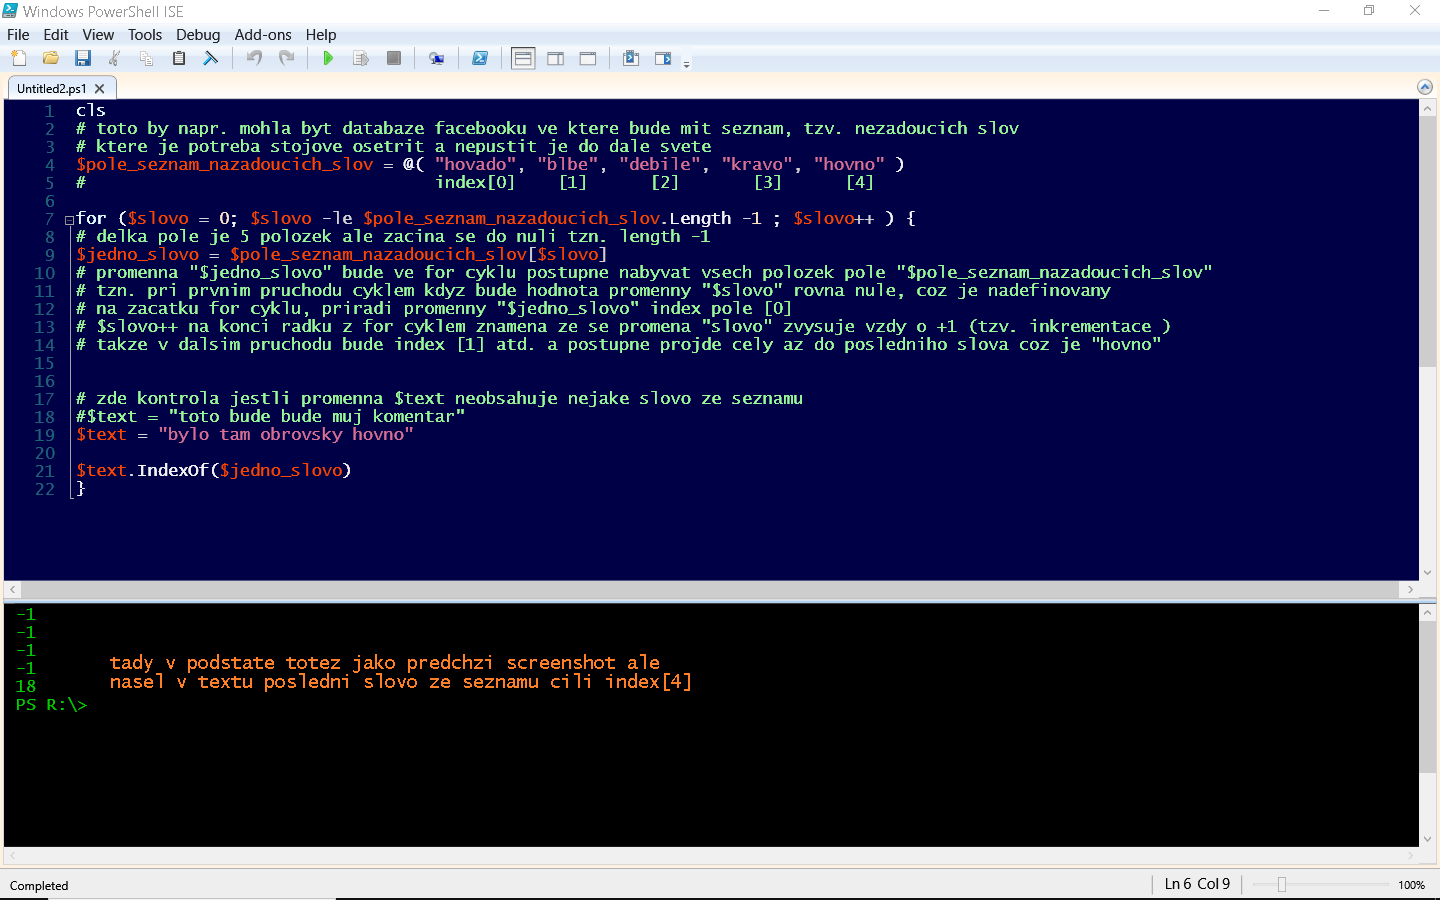 Windows PowerShell ISE
File Edit View Tools Debug Add-ons Help
Untitled2.ps1
1 cls
2 # toto by napr. mohla byt databaze facebooku ve ktere bude mit seznam, tzv. nezadoucich slov
3 # ktere je potreba stojove osetrit a nepustit je do dale svete
4 $pole_seznam_nazadoucich_slov = @( "hovado", "blbe", "debile", "kravo", "hovno" )
5 # index[0] [1] [2] [3] [4]
6
7 for ($slovo = 0; $slovo -le $pole_seznam_nazadoucich_slov.Length -1 ; $slovo++ ) {
8 # delka pole je 5 polozek ale zacina se do nuli tzn. length -1
9 $jedno_slovo = $pole_seznam_nazadoucich_slov[$slovo]
10 # promenna "$jedno_slovo" bude ve for cyklu postupne nabyvat vsech polozek pole "$pole_seznam_nazadoucich_slov"
11 # tzn. pri prvnim pruchodu cyklem kdyz bude hodnota promenny "$slovo" rovna nule, coz je nadefinovany
12 # na zacatku for cyklu, priradi promenny "$jedno_slovo" index pole [0]
13 # $slovo++ na konci radku z for cyklem znamena ze se promena "slovo" zvysuje vzdy o +1 (tzv. inkrementace )
14 # takze v dalsim pruchodu bude index [1] atd. a postupne projde cely az do posledniho slova coz je "hovno"
15
16
17 # zde kontrola jestli promenna $text neobsahuje nejake slovo ze seznamu
18 #$text = "toto bude bude muj komentar"
19 $text = "bylo tam obrovsky hovno"
20
21 $text.IndexOf($jedno_slovo)
22 }
-1
-1
-1
-1
18
PS R:\>
tady v podstate totez jako predchzi screenshot ale
nasel v textu posledni slovo ze seznamu cili index[4]
Completed
Ln 6 Col 9
100%